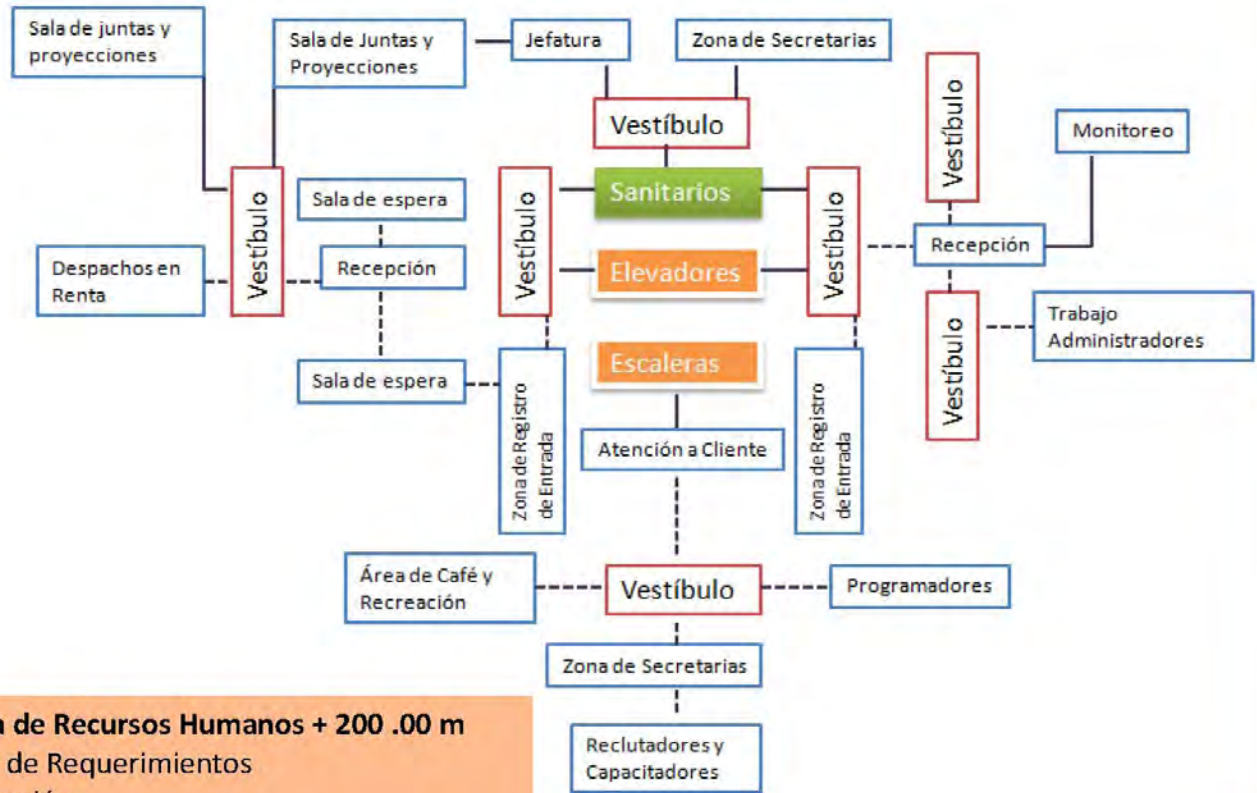 Sala de juntas y
proyecciones
Sala de Juntas y
Proyecciones
Jefatura
Zona de Secretarias
Vestíbulo
Vestíbulo
Monitoreo
Vestíbulo
Sala de espera
Vestíbulo
Sanitarios
Vestíbulo
Despachos en
Renta
Recepción
Elevadores
Recepción
Vestíbulo
Trabajo
Administradores
Sala de espera
Escaleras
Zona de Registro
de Entrada
Atención a Cliente
Zona de Registro
de Entrada
Área de Café y
Recreación
Vestíbulo
Programadores
Zona de Secretarias
Reclutadores y
Capacitadores
de Recursos Humanos + 200 .00 m
de Requerimientos